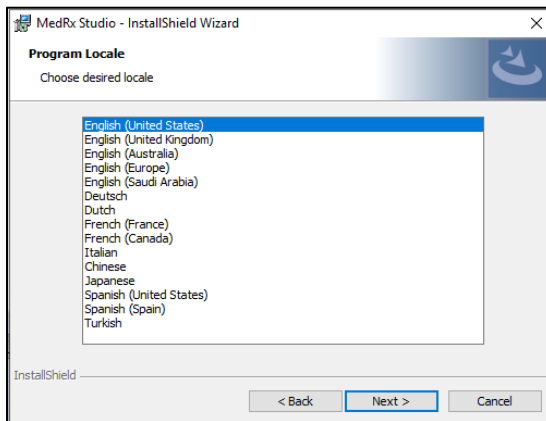 MedRx Studio - InstallShield Wizard
Program Locale
Choose desired locale
English (United States)
English (United Kingdom)
English (Australia)
English (Europe)
English (Saudi Arabia)
Deutsch
Dutch
French (France)
French (Canada)
Italian
Chinese
Japanese
Spanish (United States)
Spanish (Spain)
Turkish
InstallShield
< Back Next > Cancel